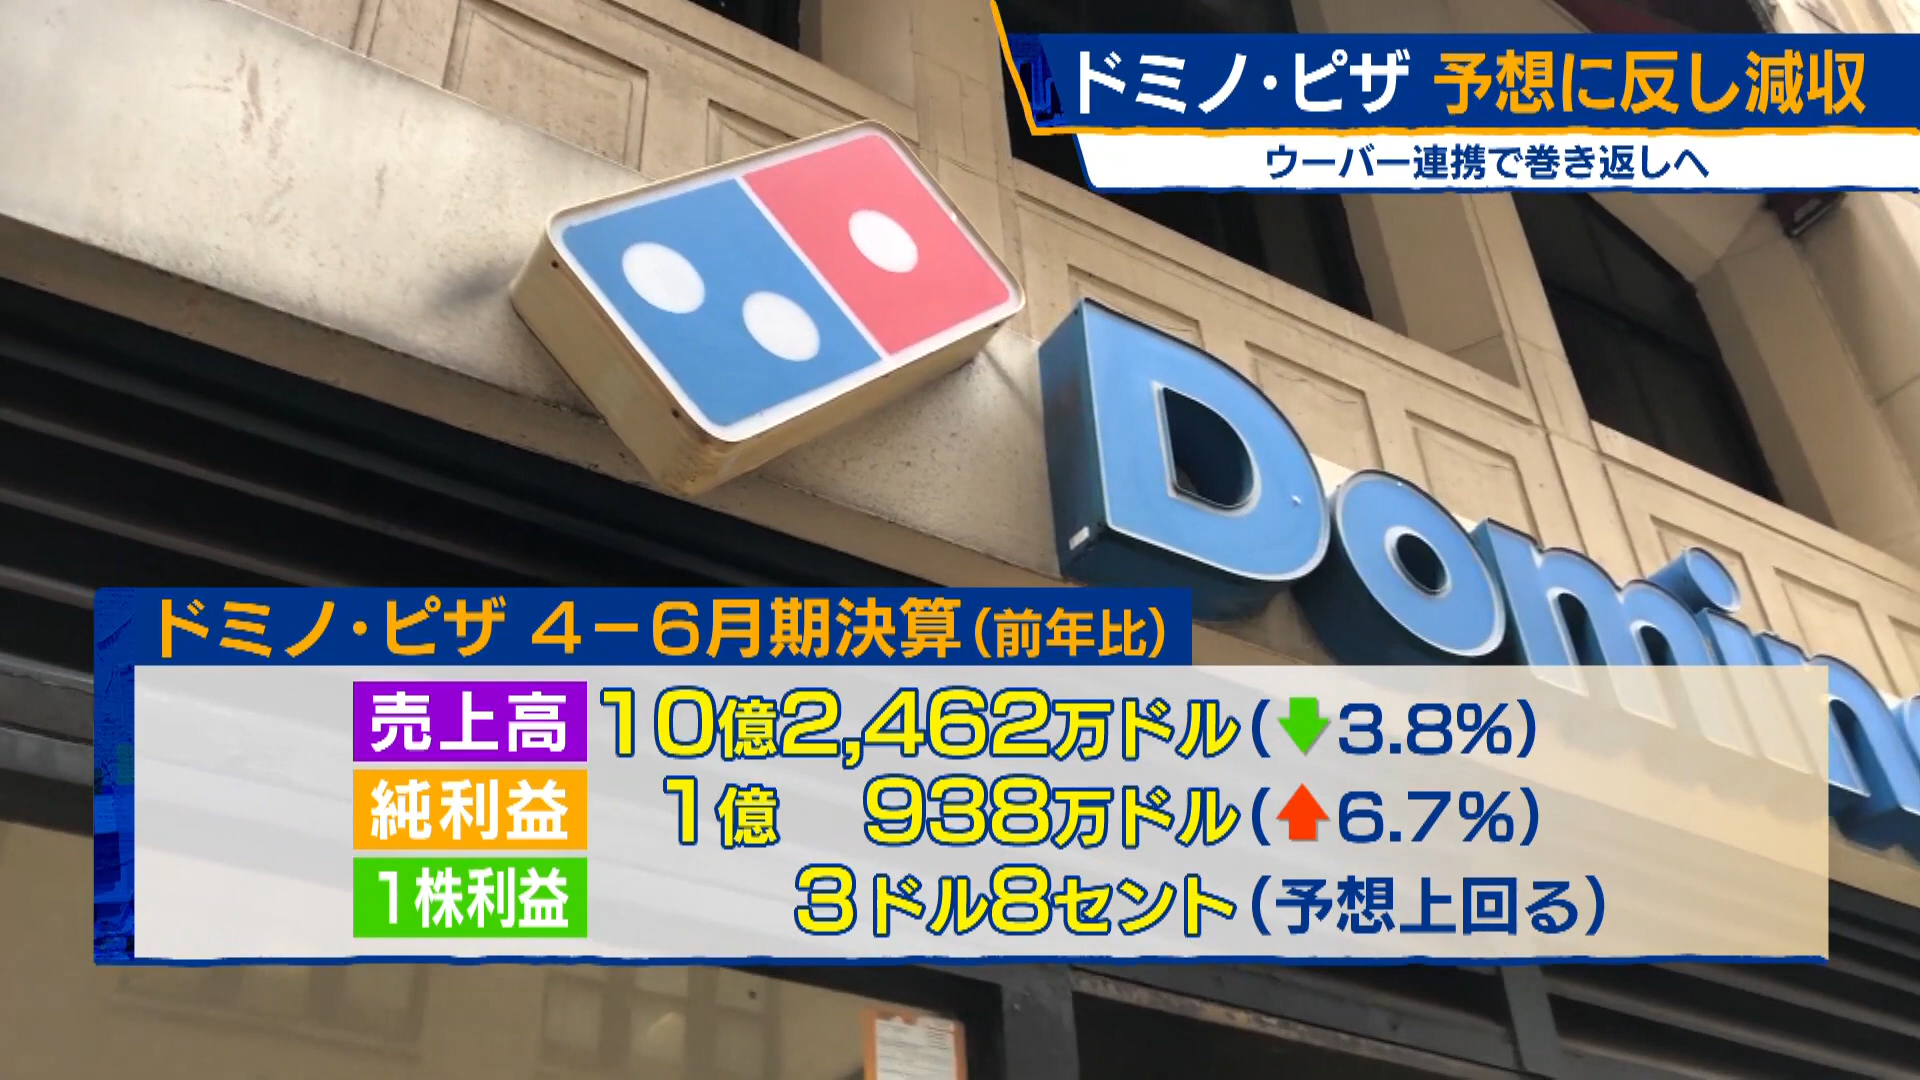 ドミノ・ピザ 予想に反し減収
ウーバー連携で巻き返しへ
Domin
ドミノ・ピザ 4－6月期決算(前年比)
売上高 10億2,462万ドル(⬇3.8%)
純利益 1億 938万ドル(⬆6.7%)
1株利益 3ドル8セント(予想上回る)